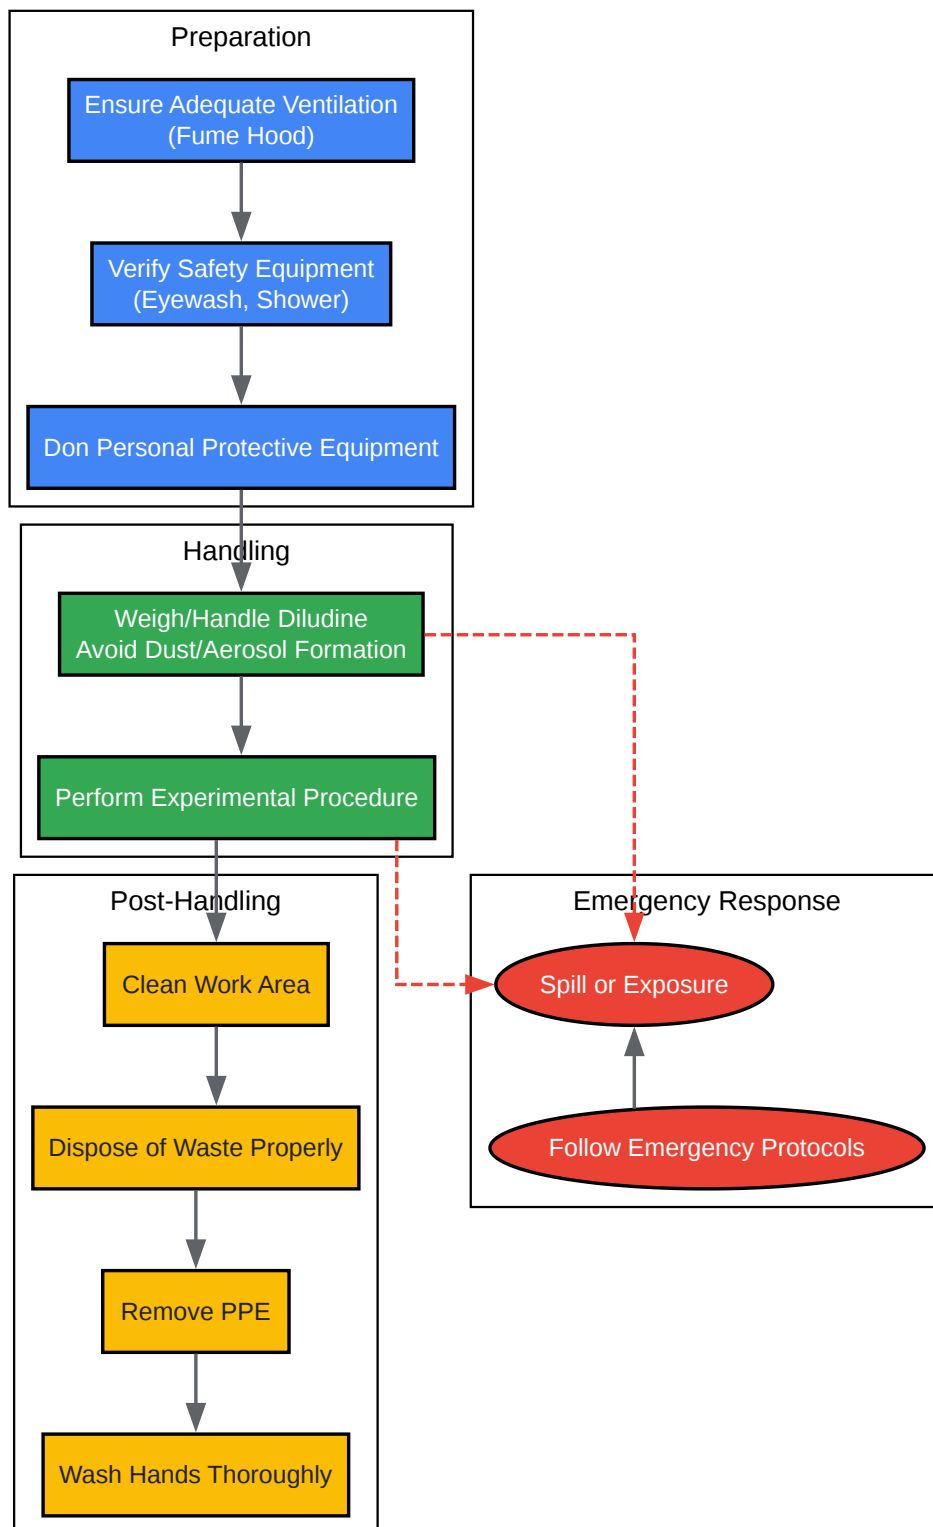 Preparation
Ensure Adequate Ventilation
(Fume Hood)
Verify Safety Equipment
(Eyewash, Shower)
Don Personal Protective Equipment
Handling
Weigh/Handle Diludine
Avoid Dust/Aerosol Formation
Perform Experimental Procedure
Post-Handling
Clean Work Area
Dispose of Waste Properly
Remove PPE
Wash Hands Thoroughly
Emergency Response
Spill or Exposure
Follow Emergency Protocols